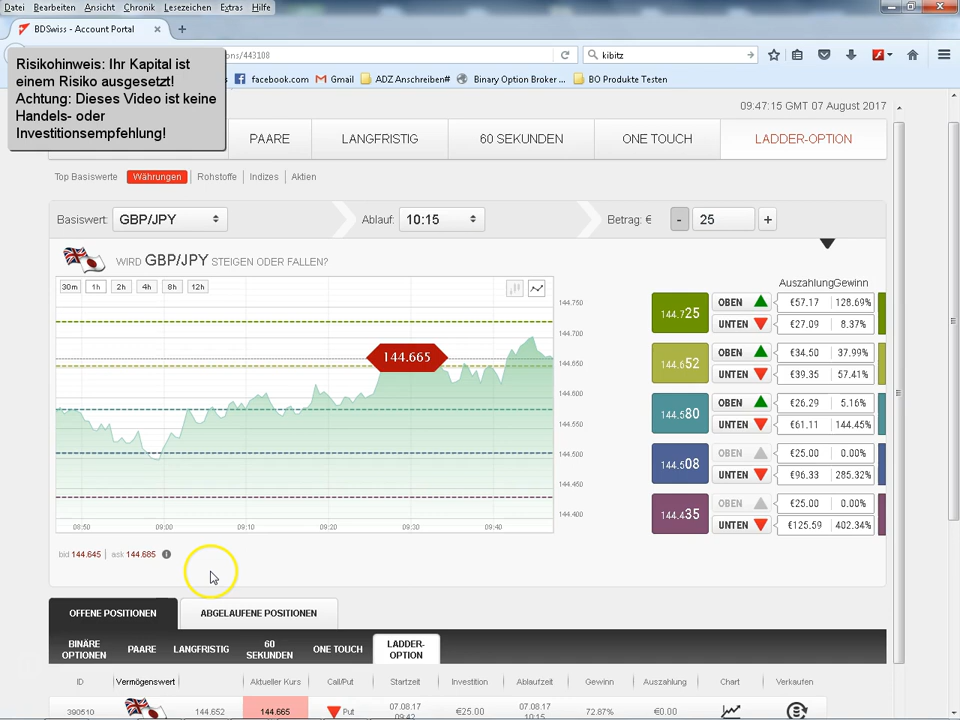 Datei Bearbeiten Ansicht Chronik Lesezeichen Extras Hilfe
BDSwiss - Account Portal
ons/443108
kibitz
facebook.com Gmail ADZ Anschreiben# Binary Option Broker ... BO Produkte Testen
Risikohinweis: Ihr Kapital ist
einem Risiko ausgesetzt!
Achtung: Dieses Video ist keine
Handels- oder
Investitionsempfehlung!
09:47:15 GMT 07 August 2017
PAARE LANGFRISTIG 60 SEKUNDEN ONE TOUCH LADDER-OPTION
Top Basiswerte Währungen Rohstoffe Indizes Aktien
Basiswert: GBP/JPY Ablauf: 10:15 Betrag: € - 25 +
WIRD GBP/JPY STEIGEN ODER FALLEN?
30m 1h 2h 4h 8h 12h
144.750
144.700
144.650
144.600
144.550
144.500
144.450
144.400
144.665
08:50 09:00 09:10 09:20 09:30 09:40
bid 144.645 | ask 144.685
Auszahlung Gewinn
144.725 OBEN €57.17 128.69%
UNTEN €27.09 8.37%
144.652 OBEN €34.50 37.99%
UNTEN €39.35 57.41%
144.580 OBEN €26.29 5.16%
UNTEN €61.11 144.45%
144.508 OBEN €25.00 0.00%
UNTEN €96.33 285.32%
144.435 OBEN €25.00 0.00%
UNTEN €125.59 402.34%
OFFENE POSITIONEN ABGELAUFENE POSITIONEN
BINÄRE OPTIONEN PAARE LANGFRISTIG 60 SEKUNDEN ONE TOUCH LADDER-OPTION
ID Vermögenswert Aktueller Kurs Call/Put Startzeit Investition Ablaufzeit Gewinn Auszahlung Chart Verkaufen
390510 144.652 144.665 Put 07.08.17 09:42 €25.00 07.08.17 10:15 72.87% €0.00